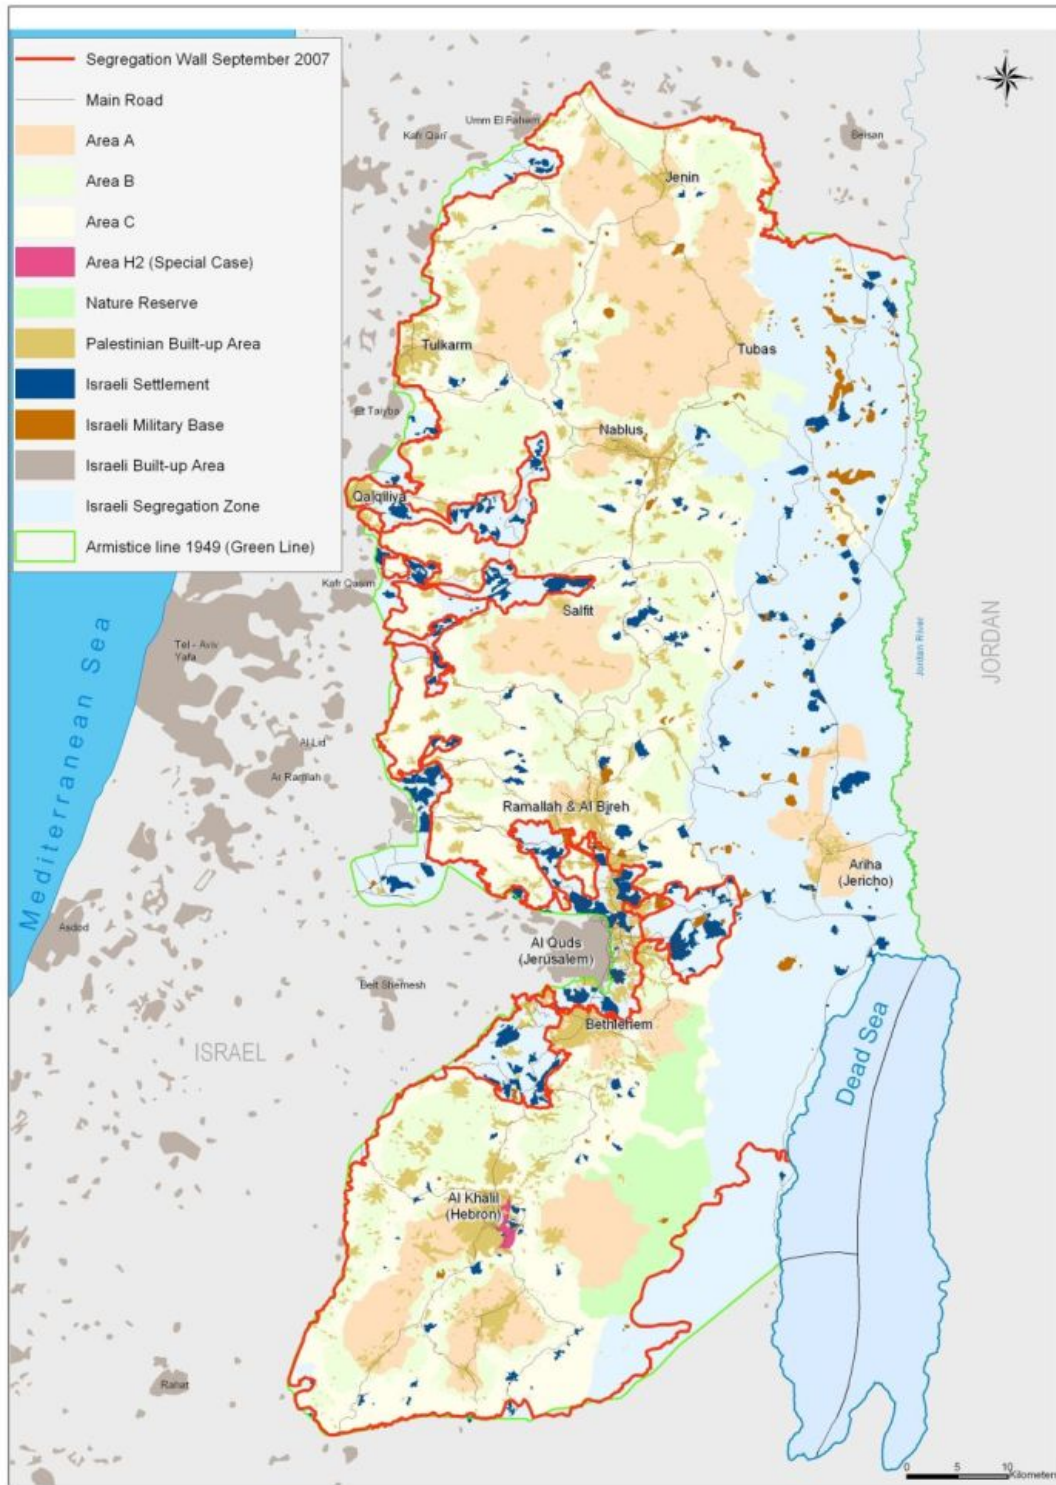 Segregation Wall September 2007
Main Road
Area A
Area B
Area C
Area H2 (Special Case)
Nature Reserve
Palestinian Built-up Area
Israeli Settlement
Israeli Military Base
Israeli Built-up Area
Israeli Segregation Zone
Armistice line 1949 (Green Line)
Umm El Fahem
Kafr Qari
Beisan
Jenin
Tulkarm
Tubas
Et Taiyba
Nablus
Qalqiliya
Kafr Qasim
Salfit
Tel - Aviv
Yafa
Mediterranean Sea
Jordan River
JORDAN
Al Lid
Ar Ramlah
Ramallah & Al Bireh
Ariha
(Jericho)
Asdod
Al Quds
(Jerusalem)
Beit Shemesh
Bethlehem
ISRAEL
Dead Sea
Al Khalil
(Hebron)
Rahat
0 5 10
Kilometers